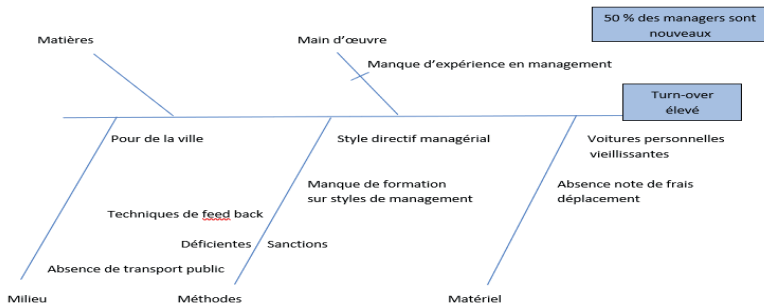 50 % des managers sont
nouveaux
Matières
Main d’œuvre
Manque d’expérience en management
Turn-over
élevé
Pour de la ville
Style directif managérial
Voitures personnelles
vieillissantes
Manque de formation
sur styles de management
Absence note de frais
déplacement
Techniques de feed back
Déficientes
Sanctions
Absence de transport public
Milieu
Méthodes
Matériel